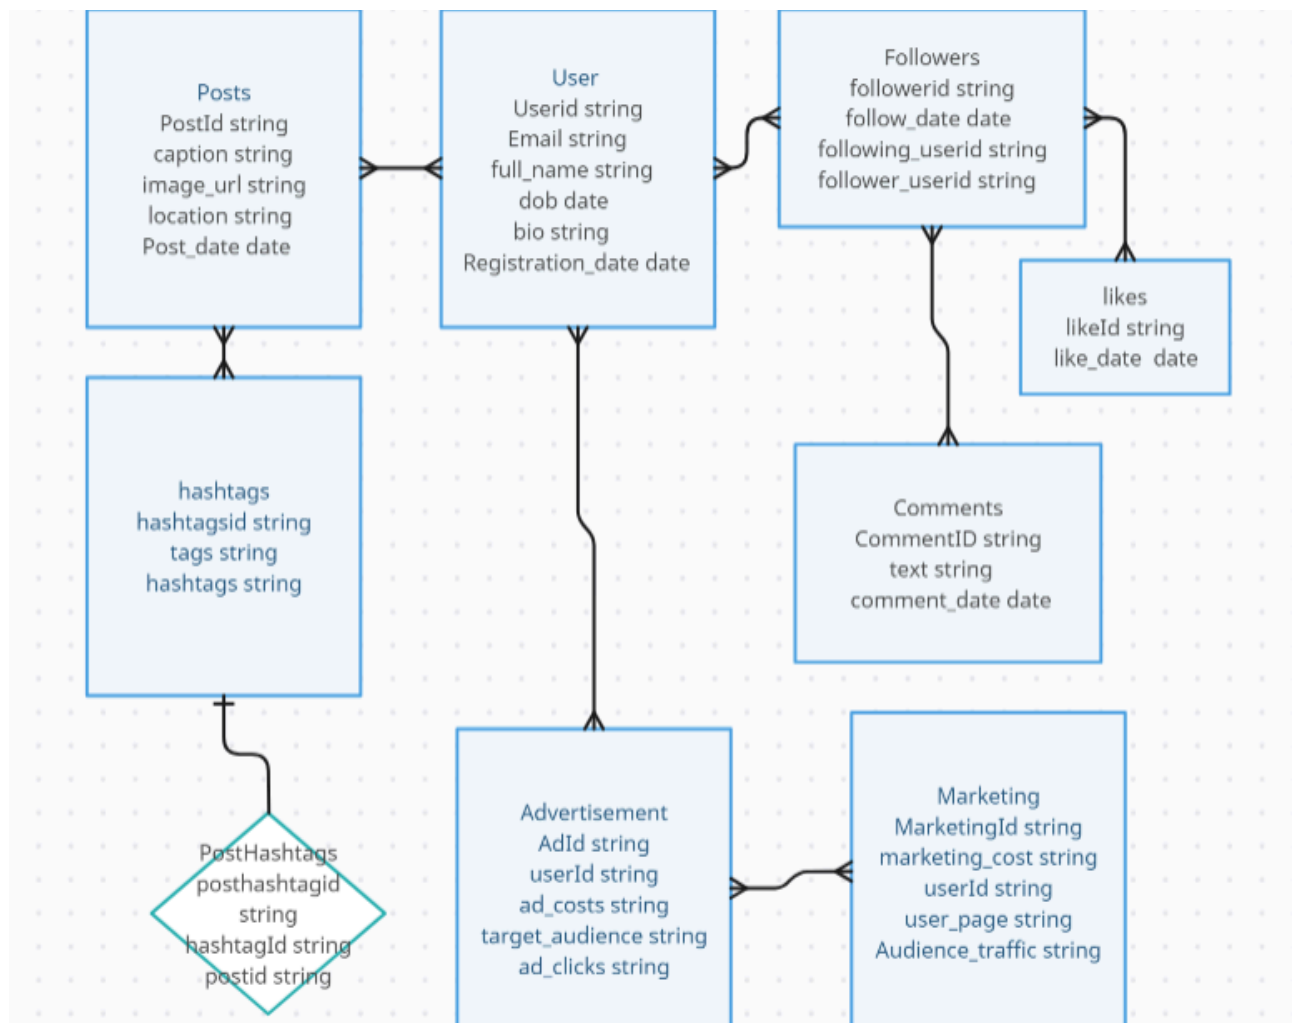 Posts
PostId string
caption string
image_url string
location string
Post_date date
User
Userid string
Email string
full_name string
dob date
bio string
Registration_date date
Followers
followerid string
follow_date date
following_userid string
follower_userid string
likes
likeId string
like_date date
hashtags
hashtagsid string
tags string
hashtags string
Comments
CommentID string
text string
comment_date date
PostHashtags
posthashtagid
string
hashtagId string
postid string
Advertisement
AdId string
userId string
ad_costs string
target_audience string
ad_clicks string
Marketing
MarketingId string
marketing_cost string
userId string
user_page string
Audience_traffic string